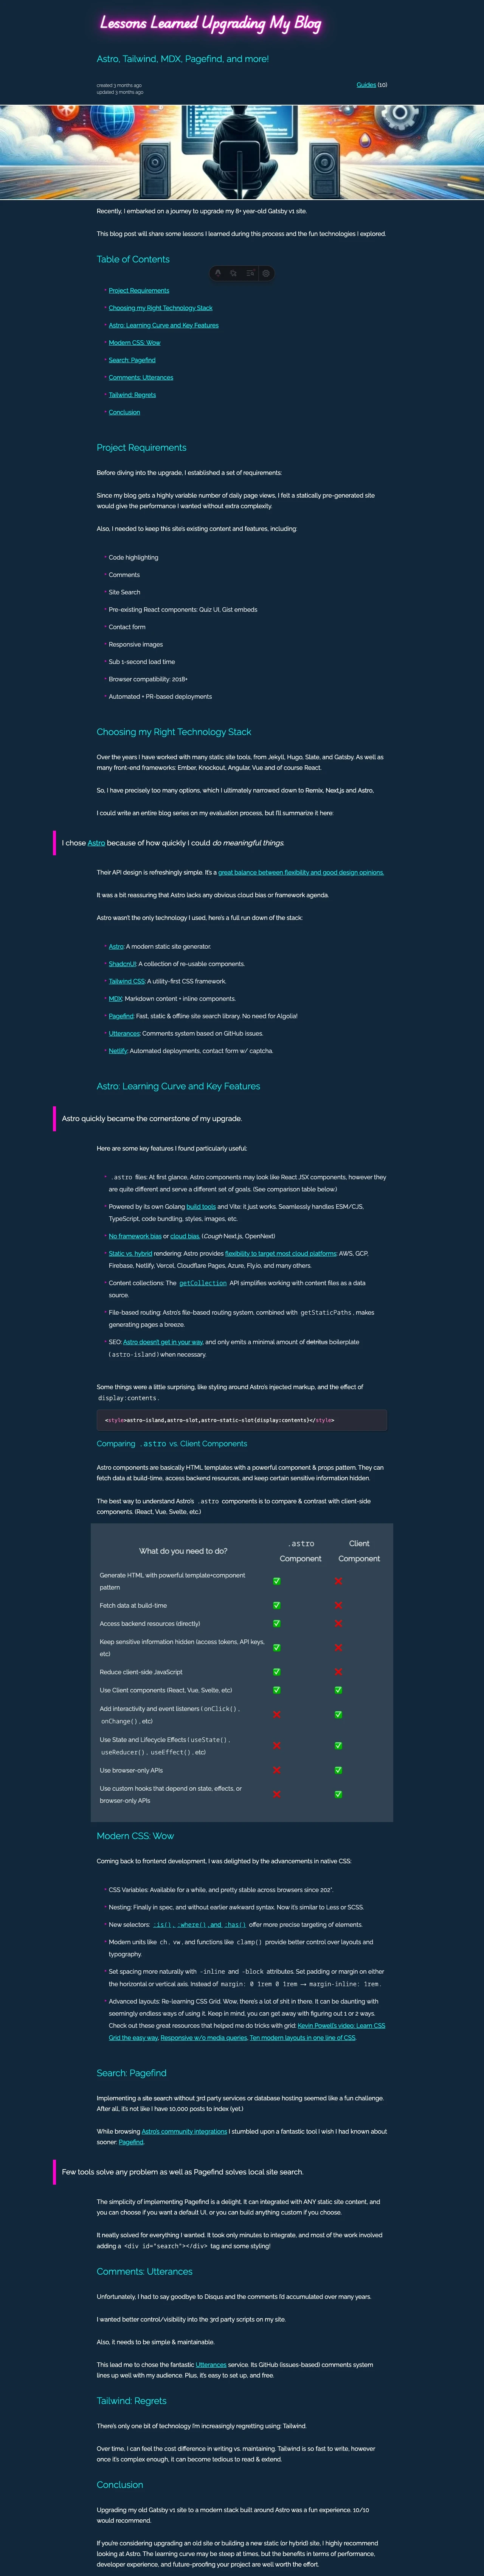 Lessons Learned Upgrading My Blog
Astro, Tailwind, MDX, Pagefind, and more!
created 3 months ago.
updated 3 months ago.
Guides (10)
Recently, I embarked on a journey to upgrade my 8+ year-old Gatsby v1 site.
This blog post will share some lessons I learned during this process and the fun technologies I explored.
Table of Contents
Project Requirements
Choosing my Right Technology Stack
Astro: Learning Curve and Key Features
Modern CSS: Wow
Search: Pagefind
Comments: Utterances
Tailwind: Regrets
Conclusion
Project Requirements
Before diving into the upgrade, I established a set of requirements:
Since my blog gets a highly variable number of daily page views, I felt a statically pre-generated site
would give the performance I wanted without extra complexity.
Also, I needed to keep this site's existing content and features, including:
Code highlighting
Comments
Site Search
Pre-existing React components: Quiz UI, Gist embeds
Contact form
Responsive images
Sub 1-second load time
Browser compatibility: 2018+
Automated + PR-based deployments
Choosing my Right Technology Stack
Over the years I have worked with many static site tools, from Jekyll, Hugo, Slate, and Gatsby. As well as
many front-end frameworks: Ember, Knockout, Angular, Vue and of course React.
So, I have precisely too many options, which I ultimately narrowed down to Remix, Next.js and Astro.
I could write an entire blog series on my evaluation process, but I'll summarize it here:
I chose Astro because of how quickly I could do meaningful things.
Their API design is refreshingly simple. It's a great balance between flexibility and good design opinions.
It was a bit reassuring that Astro lacks any obvious cloud bias or framework agenda.
Astro wasn't the only technology I used, here's a full run down of the stack:
Astro: A modern static site generator.
ShadcnUI: A collection of re-usable components.
Tailwind CSS: A utility-first CSS framework.
MDX: Markdown content + inline components.
Pagefind: Fast, static & offline site search library. No need for Algolia!
Utterances: Comments system based on GitHub issues.
Netlify: Automated deployments, contact form w/ captcha.
Astro: Learning Curve and Key Features
Astro quickly became the cornerstone of my upgrade.
Here are some key features I found particularly useful:
.astro files: At first glance, Astro components may look like React JSX components, however they
are quite different and serve a different set of goals. (See comparison table below.)
Powered by its own Golang build tools and Vite: it just works. Seamlessly handles ESM/CJS,
TypeScript, code bundling, styles, images, etc.
No framework bias or cloud bias. (Cough Next.js, OpenNext)
Static vs. hybrid rendering: Astro provides flexibility to target most cloud platforms: AWS, GCP,
Firebase, Netlify, Vercel, Cloudflare Pages, Azure, Fly.io, and many others.
Content collections: The getCollection API simplifies working with content files as a data
source.
File-based routing: Astro's file-based routing system, combined with getStaticPaths, makes
generating pages a breeze.
SEO: Astro doesn't get in your way, and only emits a minimal amount of detritus boilerplate
(astro-island) when necessary.
Some things were a little surprising, like styling around Astro's injected markup, and the effect of
display:contents.
<style>astro-island,astro-slot,astro-static-slot{display:contents}</style>
Comparing .astro vs. Client Components
Astro components are basically HTML templates with a powerful component & props pattern. They can
fetch data at build-time, access backend resources, and keep certain sensitive information hidden.
The best way to understand Astro's .astro components is to compare & contrast with client-side
components. (React, Vue, Svelte, etc.)
What do you need to do?
.astro
Component
Client
Component
Generate HTML with powerful template+component
pattern
Fetch data at build-time
Access backend resources (directly)
Keep sensitive information hidden (access tokens, API keys,
etc)
Reduce client-side JavaScript
Use Client components (React, Vue, Svelte, etc)
Add interactivity and event listeners (onClick(),
onChange(), etc)
Use State and Lifecycle Effects (useState(),
useReducer(), useEffect(), etc)
Use browser-only APIs
Use custom hooks that depend on state, effects, or
browser-only APIs
Modern CSS: Wow
Coming back to frontend development, I was delighted by the advancements in native CSS:
CSS Variables: Available for a while, and pretty stable across browsers since 202*.
Nesting: Finally in spec, and without earlier awkward syntax. Now it's similar to Less or SCSS.
New selectors: :is(), :where(), and :has() offer more precise targeting of elements.
Modern units like ch, vw, and functions like clamp() provide better control over layouts and
typography.
Set spacing more naturally with -inline and -block attributes. Set padding or margin on either
the horizontal or vertical axis. Instead of margin: 0 1rem 0 1rem → margin-inline: 1rem.
Advanced layouts: Re-learning CSS Grid. Wow, there's a lot of shit in there. It can be daunting with
seemingly endless ways of using it. Keep in mind, you can get away with figuring out 1 or 2 ways.
Check out these great resources that helped me do tricks with grid: Kevin Powell's video: Learn CSS
Grid the easy way, Responsive w/o media queries, Ten modern layouts in one line of CSS.
Search: Pagefind
Implementing a site search without 3rd party services or database hosting seemed like a fun challenge.
After all, it's not like I have 10,000 posts to index (yet.)
While browsing Astro's community integrations I stumbled upon a fantastic tool I wish I had known about
sooner: Pagefind.
Few tools solve any problem as well as Pagefind solves local site search.
The simplicity of implementing Pagefind is a delight. It can integrated with ANY static site content, and
you can choose if you want a default UI, or you can build anything custom if you choose.
It neatly solved for everything I wanted. It took only minutes to integrate, and most of the work involved
adding a <div id="search"></div> tag and some styling!
Comments: Utterances
Unfortunately, I had to say goodbye to Disqus and the comments I'd accumulated over many years.
I wanted better control/visibility into the 3rd party scripts on my site.
Also, it needs to be simple & maintainable.
This lead me to chose the fantastic Utterances service. Its GitHub (issues-based) comments system
lines up well with my audience. Plus, it's easy to set up, and free.
Tailwind: Regrets
There's only one bit of technology I'm increasingly regretting using: Tailwind.
Over time, I can feel the cost difference in writing vs. maintaining. Tailwind is so fast to write, however
once it's complex enough, it can become tedious to read & extend.
Conclusion
Upgrading my old Gatsby v1 site to a modern stack built around Astro was a fun experience. 10/10
would recommend.
If you're considering upgrading an old site or building a new static (or hybrid) site, I highly recommend
looking at Astro. The learning curve may be steep at times, but the benefits in terms of performance,
developer experience, and future-proofing your project are well worth the effort.